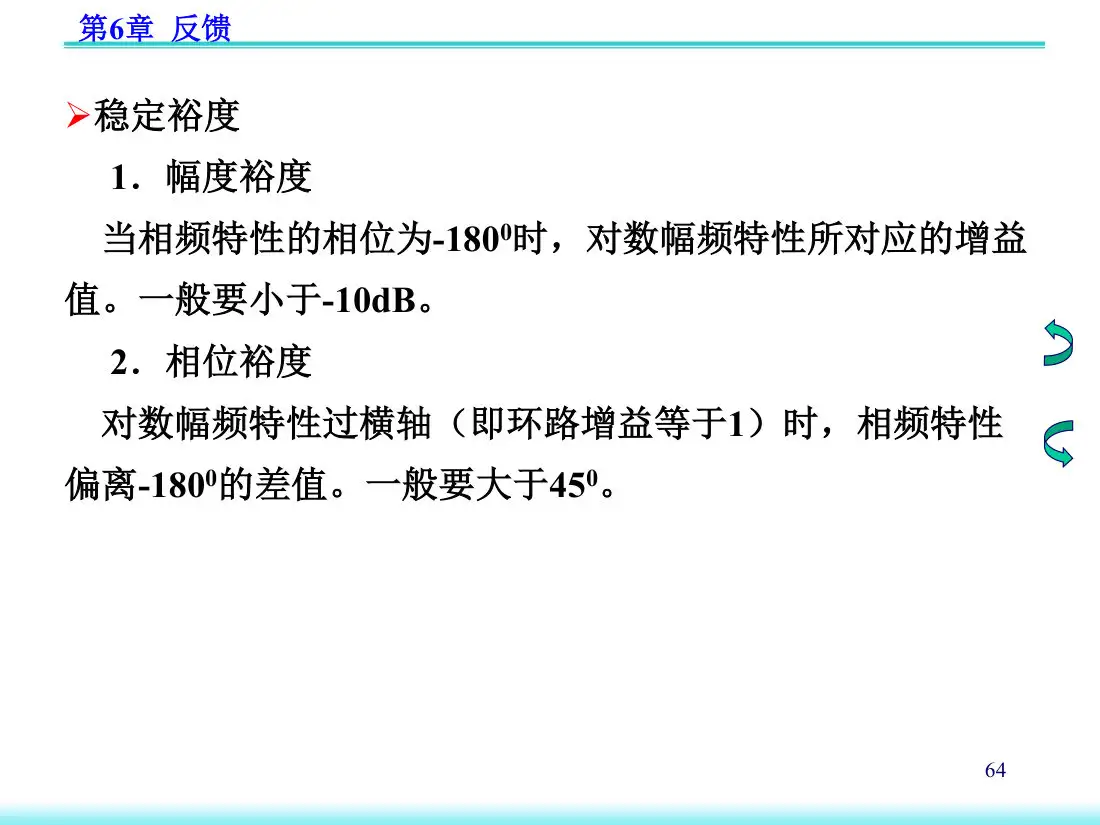 第6章 反馈
稳定裕度
1．幅度裕度
当相频特性的相位为-180⁰时，对数幅频特性所对应的增益
值。一般要小于-10dB。
2．相位裕度
对数幅频特性过横轴（即环路增益等于1）时，相频特性
偏离-180⁰的差值。一般要大于45⁰。
64